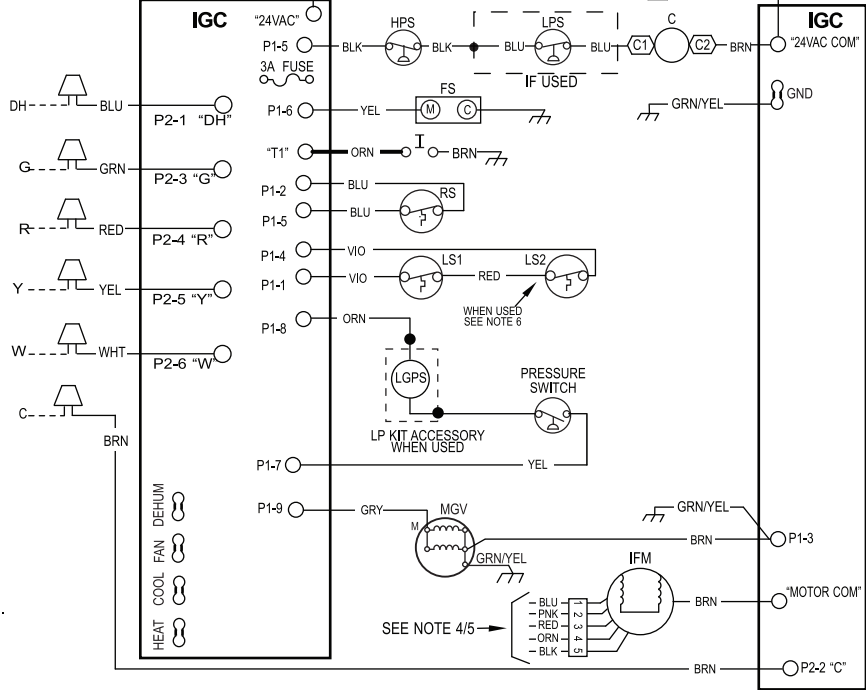 IGC
"24VAC"
HPS
LPS
C
IGC
P1-5
BLK
BLK
BLU
BLU
C1
C2
BRN
"24VAC COM"
3A FUSE
IF USED
FS
DH
BLU
P2-1 "DH"
P1-6
YEL
M
C
GRN/YEL
GND
"T1"
ORN
BRN
G
GRN
P2-3 "G"
P1-2
BLU
RS
P1-5
BLU
R
RED
P2-4 "R"
P1-4
VIO
LS1
LS2
P1-1
VIO
RED
Y
YEL
P2-5 "Y"
WHEN USED
SEE NOTE 6
P1-8
ORN
W
WHT
P2-6 "W"
LGPS
PRESSURE
SWITCH
C
BRN
LP KIT ACCESSORY
WHEN USED
P1-7
YEL
DEHUM
P1-9
GRY
MGV
M
GRN/YEL
GRN/YEL
BRN
P1-3
FAN
IFM
COOL
BLU 1
PNK 2
RED 3
ORN 4
BLK 5
BRN
"MOTOR COM"
SEE NOTE 4/5
HEAT
BRN
P2-2 "C"